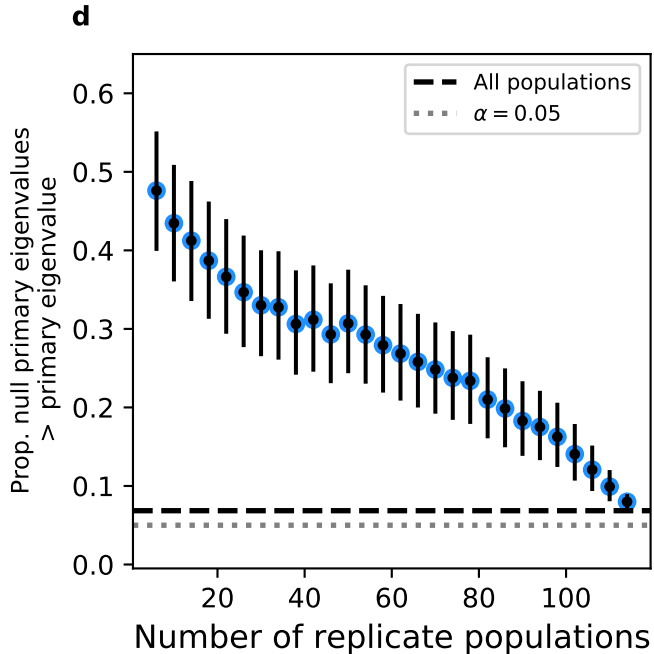 d
All populations
α = 0.05
Prop. null primary eigenvalues
> primary eigenvalue
0.6
0.5
0.4
0.3
0.2
0.1
0.0
20 40 60 80 100
Number of replicate populations